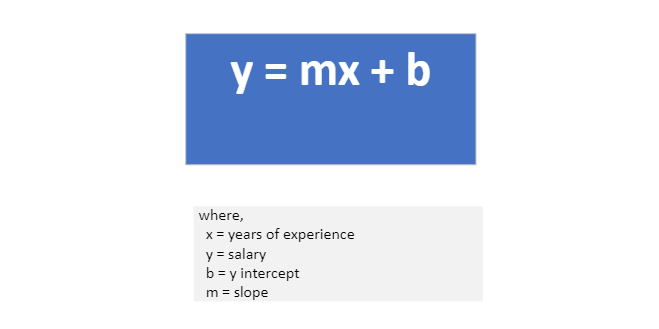 y = mx + b
where,
x = years of experience
y = salary
b = y intercept
m = slope